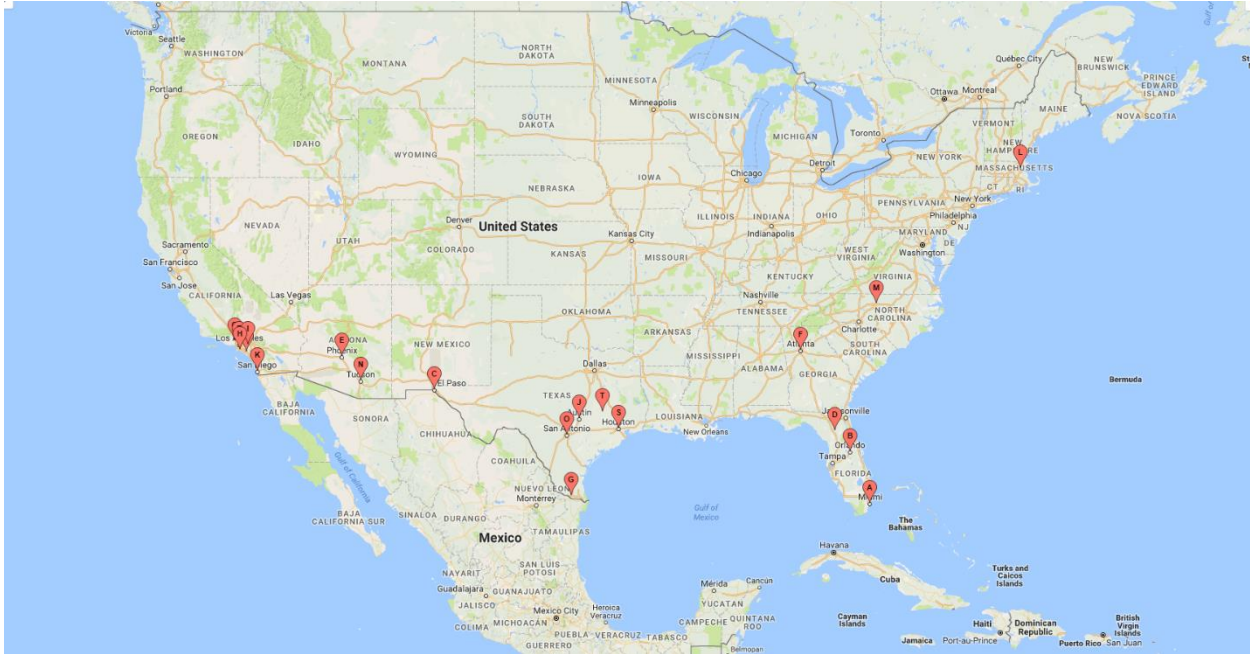 Victoria
Seattle
WASHINGTON
Portland
OREGON
IDAHO
MONTANA
WYOMING
NORTH
DAKOTA
SOUTH
DAKOTA
NEBRASKA
MINNESOTA
Minneapolis
WISCONSIN
IOWA
Chicago
MICHIGAN
Detroit
Toronto
Ottawa
Montreal
Québec City
NEW
BRUNSWICK
PRINCE
EDWARD
ISLAND
NOVA SCOTIA
MAINE
VERMONT
NEW
HAMPSHIRE
MASSACHUSETTS
CT
RI
NEW YORK
New York
PENNSYLVANIA
Philadelphia
NJ
MARYLAND
DE
Washington
OHIO
INDIANA
Indianapolis
ILLINOIS
WEST
VIRGINIA
VIRGINIA
KENTUCKY
Nashville
TENNESSEE
NORTH
CAROLINA
Charlotte
SOUTH
CAROLINA
Atlanta
GEORGIA
ALABAMA
MISSISSIPPI
ARKANSAS
LOUISIANA
New Orleans
MISSOURI
Kansas City
KANSAS
OKLAHOMA
United States
Denver
COLORADO
UTAH
NEVADA
Sacramento
San Francisco
San Jose
CALIFORNIA
Las Vegas
Los Angeles
San Diego
ARIZONA
Phoenix
Tucson
NEW MEXICO
El Paso
Dallas
TEXAS
Austin
San Antonio
Houston
Jacksonville
Orlando
Tampa
FLORIDA
Miami
Bermuda
BAJA
CALIFORNIA
SONORA
CHIHUAHUA
COAHUILA
NUEVO LEON
Monterrey
Gulf of California
BAJA
CALIFORNIA SUR
SINALOA
DURANGO
TAMAULIPAS
Mexico
SAN LUIS
POTOSI
NAYARIT
Guadalajara
GUANAJUATO
JALISCO
Mexico City
COLIMA
MICHOACÁN
Heroica
Veracruz
PUEBLA
VERACRUZ
TABASCO
GUERRERO
Gulf of
Mexico
Mérida
Cancún
YUCATAN
CAMPECHE
QUINTANA
ROO
Belmopan
Havana
Cuba
The
Bahamas
Turks and
Caicos
Islands
Cayman
Islands
Jamaica
Haiti
Port-au-Prince
Dominican
Republic
Puerto Rico
San Juan
British
Virgin
Islands
H
K
E
N
C
O
J
T
S
G
F
M
L
D
B
A